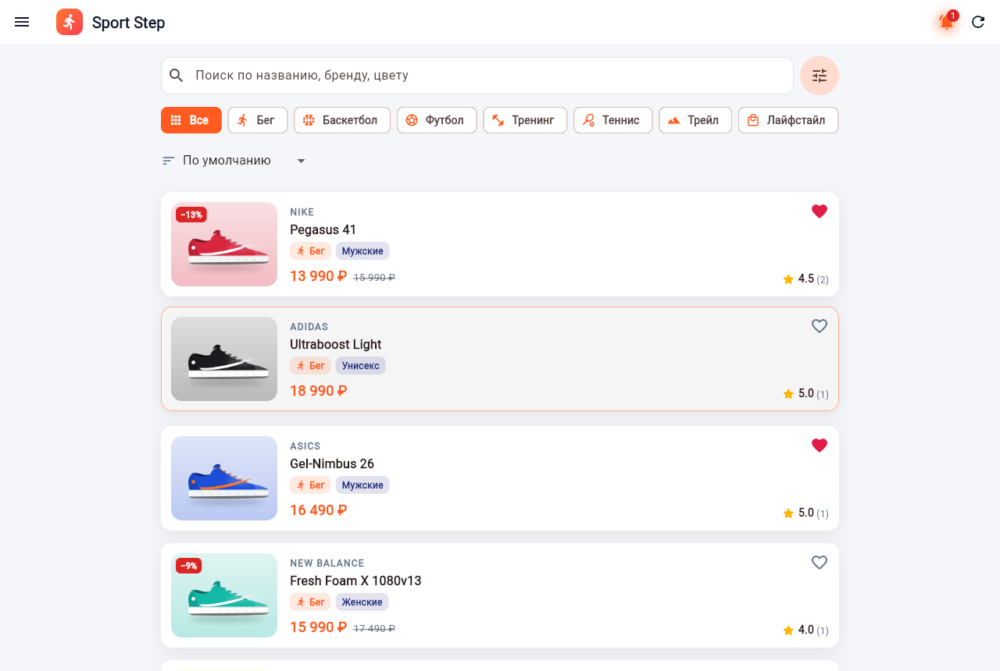 Sport Step
1
Поиск по названию, бренду, цвету
Все
Бег
Баскетбол
Футбол
Тренинг
Теннис
Трейл
Лайфстайл
По умолчанию
−13%
NIKE
Pegasus 41
Бег
Мужские
13 990 ₽ 15 990 ₽
4.5 (2)
ADIDAS
Ultraboost Light
Бег
Унисекс
18 990 ₽
5.0 (1)
ASICS
Gel-Nimbus 26
Бег
Мужские
16 490 ₽
5.0 (1)
−9%
NEW BALANCE
Fresh Foam X 1080v13
Бег
Женские
15 990 ₽ 17 490 ₽
4.0 (1)